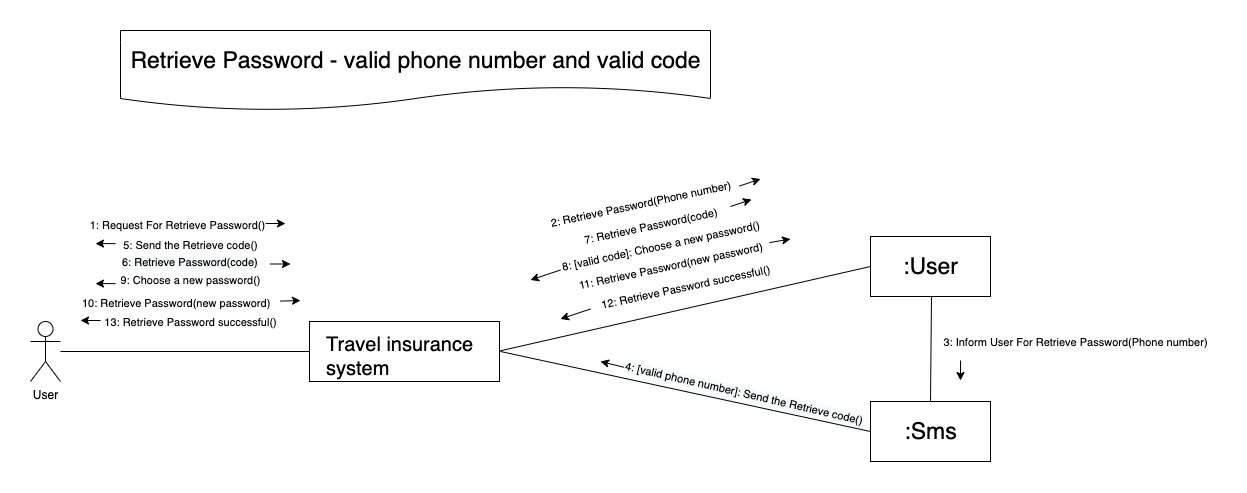 Retrieve Password - valid phone number and valid code
1: Request For Retrieve Password()
5: Send the Retrieve code()
6: Retrieve Password(code)
9: Choose a new password()
10: Retrieve Password(new password)
13: Retrieve Password successful()
User
Travel insurance
system
2: Retrieve Password(Phone number)
7: Retrieve Password(code)
8: [valid code]: Choose a new password()
11: Retrieve Password(new password)
12: Retrieve Password successful()
:User
3: Inform User For Retrieve Password(Phone number)
4: [valid phone number]: Send the Retrieve code()
:Sms